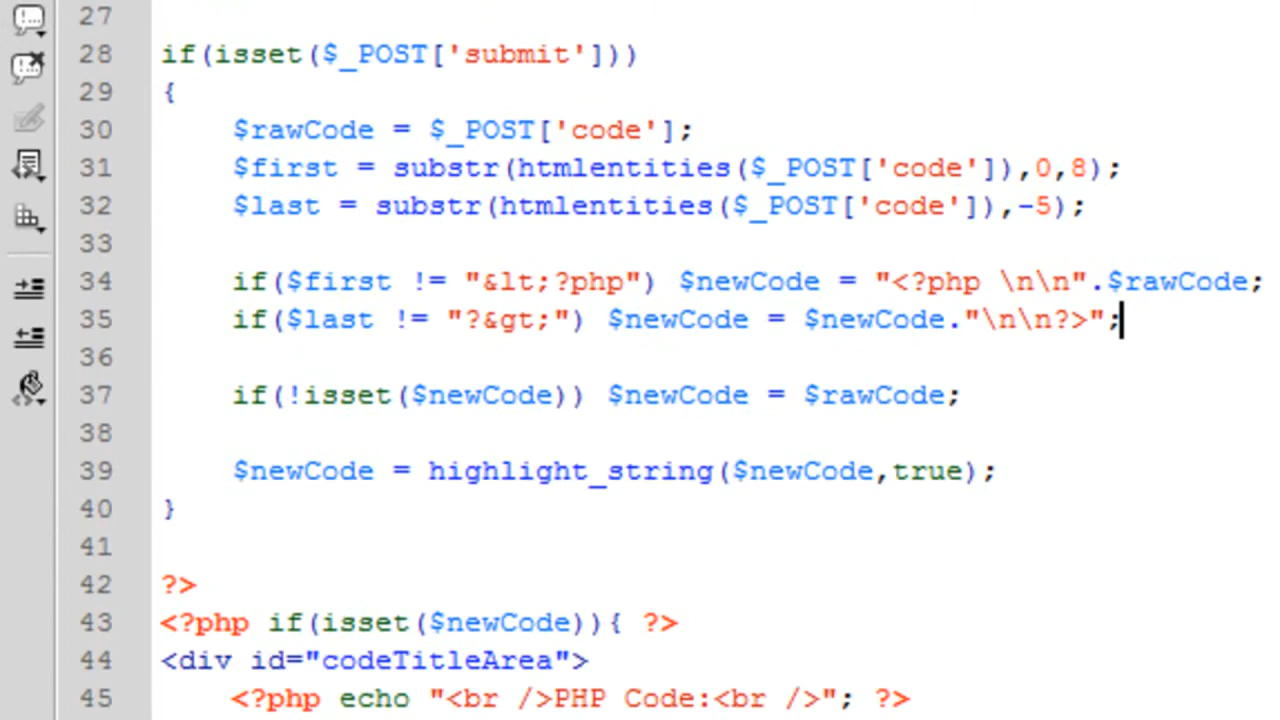 27
28 if(isset($_POST['submit']))
29 {
30 $rawCode = $_POST['code'];
31 $first = substr(htmlentities($_POST['code']),0,8);
32 $last = substr(htmlentities($_POST['code']),-5);
33
34 if($first != "&lt;?php") $newCode = "<?php \n\n".$rawCode;
35 if($last != "?&gt;") $newCode = $newCode."\n\n?>";
36
37 if(!isset($newCode)) $newCode = $rawCode;
38
39 $newCode = highlight_string($newCode,true);
40 }
41
42 ?>
43 <?php if(isset($newCode)){ ?>
44 <div id="codeTitleArea">
45 <?php echo "<br />PHP Code:<br />"; ?>